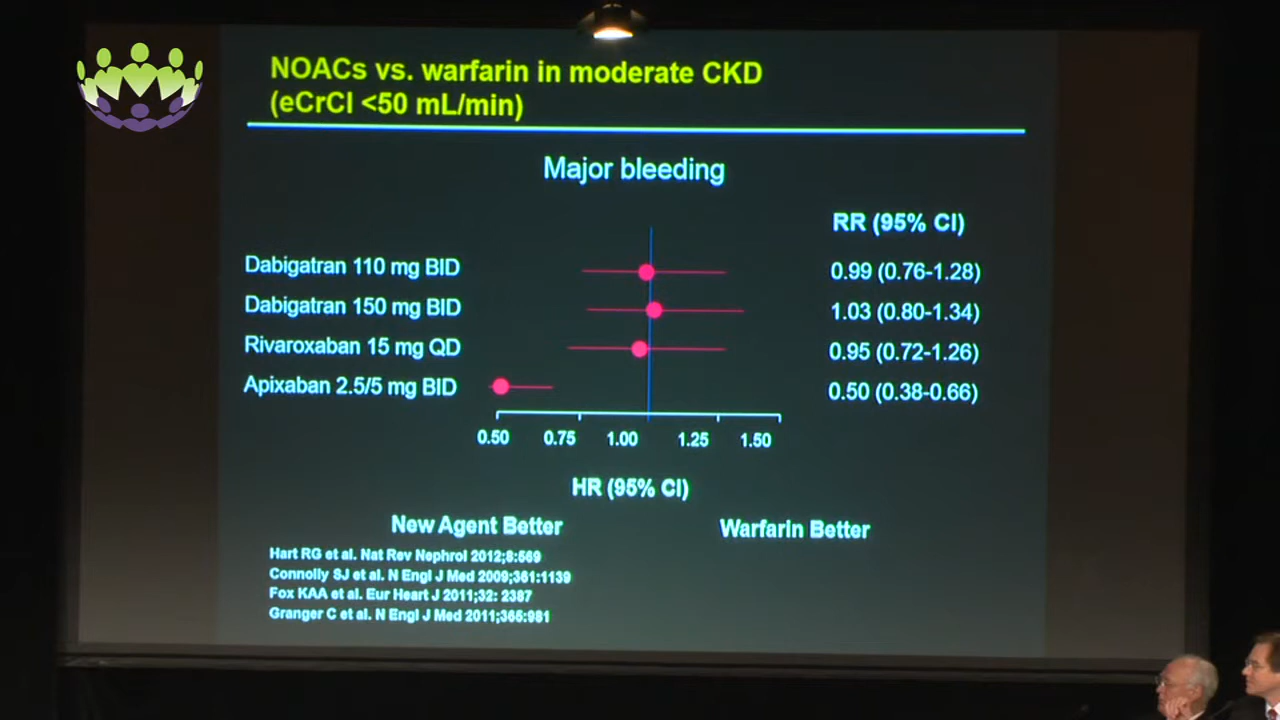 NOACs vs. warfarin in moderate CKD
(eCrCl <50 mL/min)
Major bleeding
RR (95% CI)
Dabigatran 110 mg BID 0.99 (0.76-1.28)
Dabigatran 150 mg BID 1.03 (0.80-1.34)
Rivaroxaban 15 mg QD 0.95 (0.72-1.26)
Apixaban 2.5/5 mg BID 0.50 (0.38-0.66)
0.50 0.75 1.00 1.25 1.50
HR (95% CI)
New Agent Better Warfarin Better
Hart RG et al. Nat Rev Nephrol 2012;8:569
Connolly SJ et al. N Engl J Med 2009;361:1139
Fox KAA et al. Eur Heart J 2011;32: 2387
Granger C et al. N Engl J Med 2011;365:981